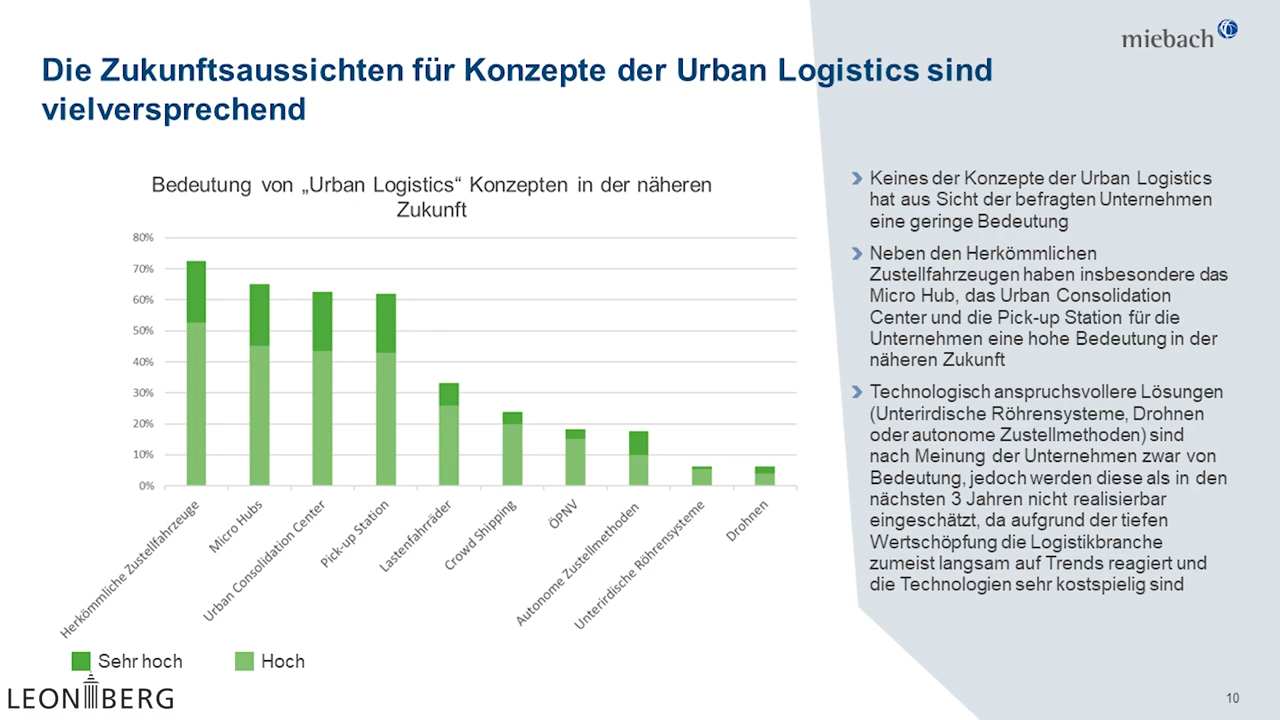 miebach
Die Zukunftsaussichten für Konzepte der Urban Logistics sind
vielversprechend
Bedeutung von „Urban Logistics“ Konzepten in der näheren
Zukunft
80%
70%
60%
50%
40%
30%
20%
10%
0%
Herkömmliche Zustellfahrzeuge
Micro Hubs
Urban Consolidation Center
Pick-up Station
Lastenfahrräder
Crowd Shipping
ÖPNV
Autonome Zustellmethoden
Unterirdische Röhrensysteme
Drohnen
Sehr hoch
Hoch
Keines der Konzepte der Urban Logistics
hat aus Sicht der befragten Unternehmen
eine geringe Bedeutung
Neben den Herkömmlichen
Zustellfahrzeugen haben insbesondere das
Micro Hub, das Urban Consolidation
Center und die Pick-up Station für die
Unternehmen eine hohe Bedeutung in der
näheren Zukunft
Technologisch anspruchsvollere Lösungen
(Unterirdische Röhrensysteme, Drohnen
oder autonome Zustellmethoden) sind
nach Meinung der Unternehmen zwar von
Bedeutung, jedoch werden diese als in den
nächsten 3 Jahren nicht realisierbar
eingeschätzt, da aufgrund der tiefen
Wertschöpfung die Logistikbranche
zumeist langsam auf Trends reagiert und
die Technologien sehr kostspielig sind
LEONBERG
10